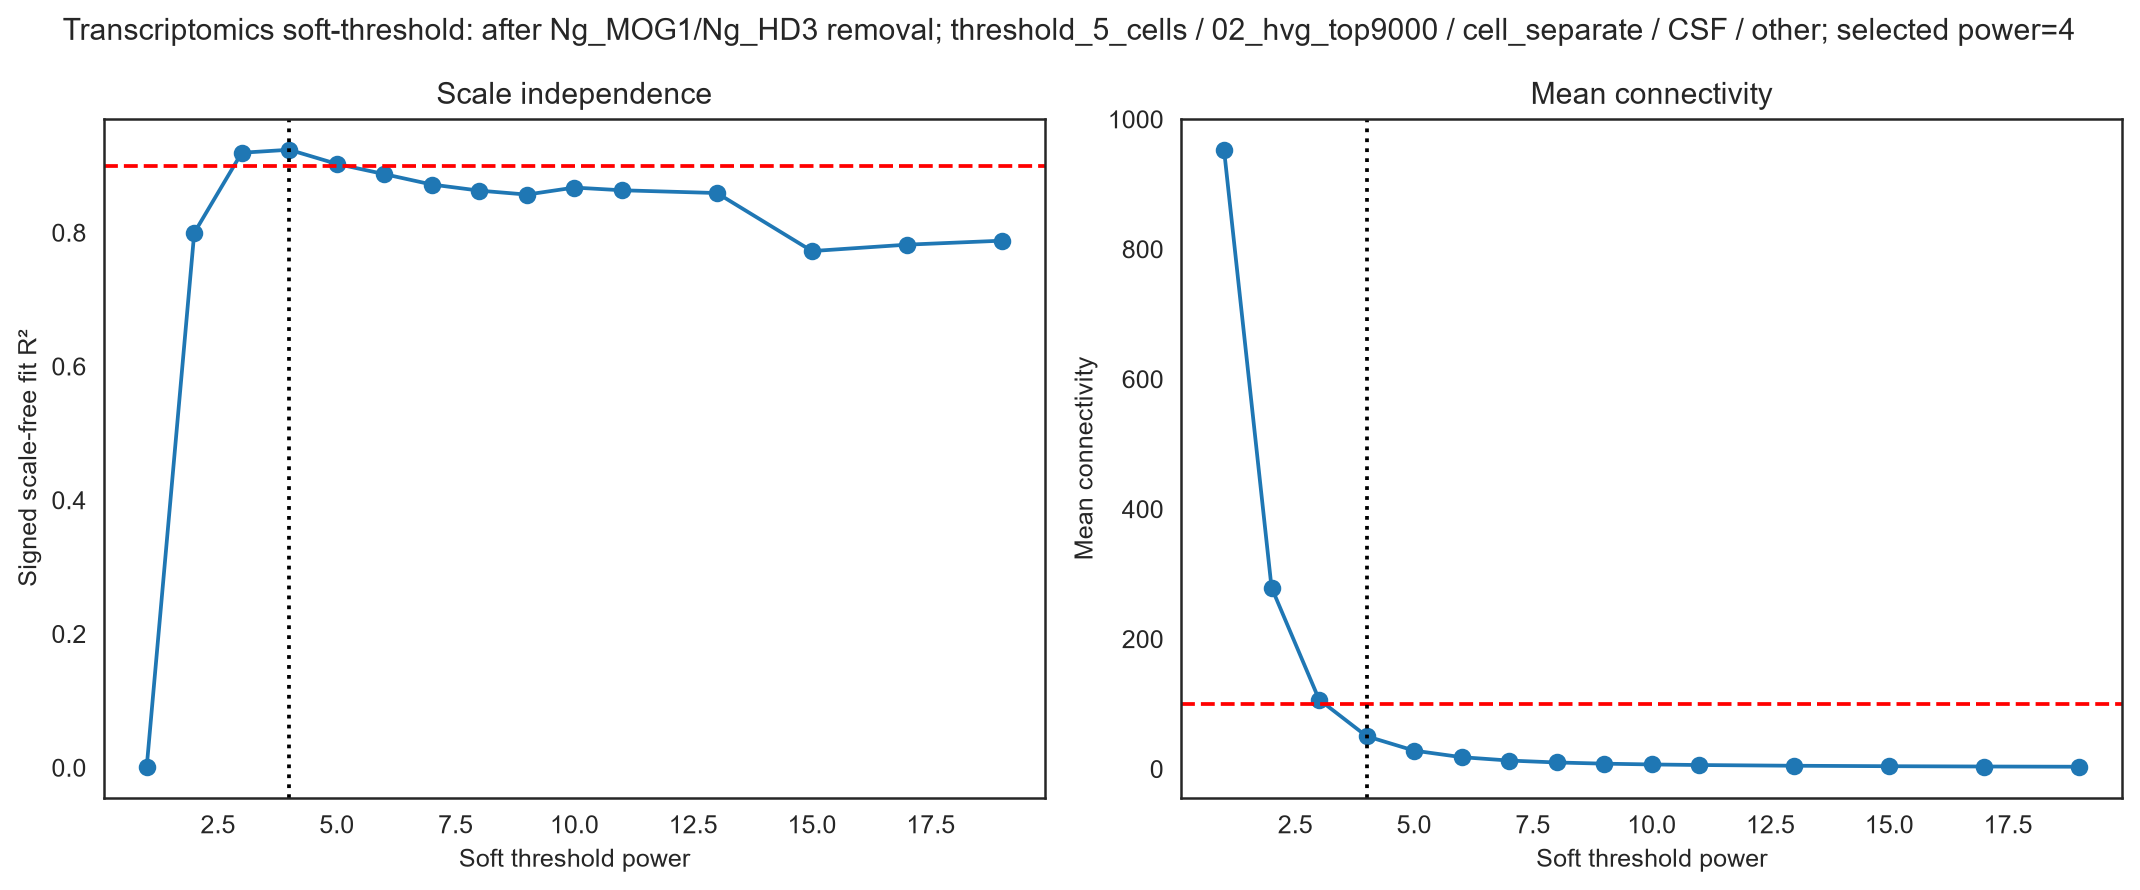 Transcriptomics soft-threshold: after Ng_MOG1/Ng_HD3 removal; threshold_5_cells / 02_hvg_top9000 / cell_separate / CSF / other; selected power=4
Scale independence
Signed scale-free fit R²
0.8
0.6
0.4
0.2
0.0
2.5 5.0 7.5 10.0 12.5 15.0 17.5
Soft threshold power
Mean connectivity
Mean connectivity
1000
800
600
400
200
0
2.5 5.0 7.5 10.0 12.5 15.0 17.5
Soft threshold power